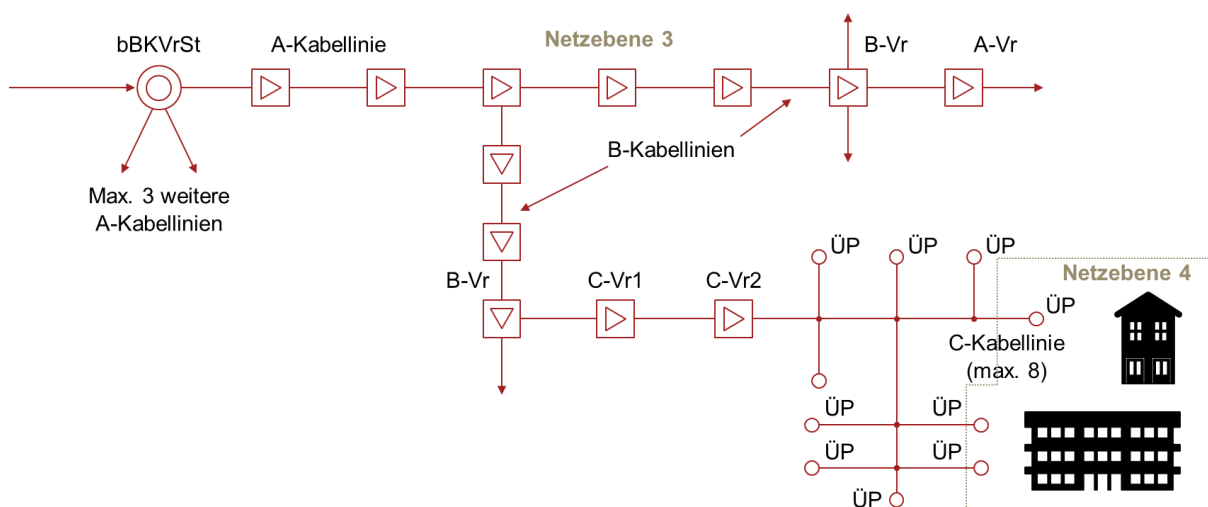 bBKVrSt
A-Kabellinie
Netzebene 3
B-Vr
A-Vr
B-Kabellinien
Max. 3 weitere
A-Kabellinien
ÜP
ÜP
ÜP
Netzebene 4
B-Vr
C-Vr1
C-Vr2
ÜP
C-Kabellinie
(max. 8)
ÜP
ÜP
ÜP
ÜP
ÜP